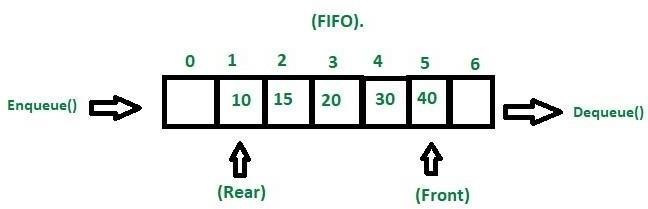 (FIFO).
0 1 2 3 4 5 6
Enqueue() 10 15 20 30 40 Dequeue()
(Rear) (Front)